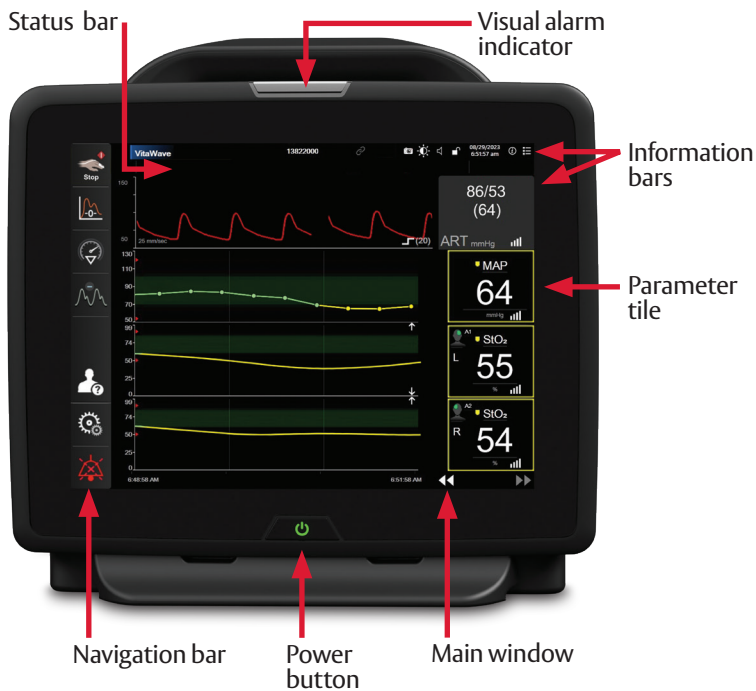 Status bar
Visual alarm
indicator
VitaWave
13822000
08/29/2023
6:51:57 am
Information
bars
Stop
150
50
25 mm/sec
(20)
86/53
(64)
ART mmHg
130
110
90
70
50
MAP
64
mmHg
Parameter
tile
99
74
50
25
0
A1
StO₂
L
55
%
99
74
50
25
0
A2
StO₂
R
54
%
6:48:58 AM
6:51:58 AM
-0-
?
Navigation bar
Power
button
Main window